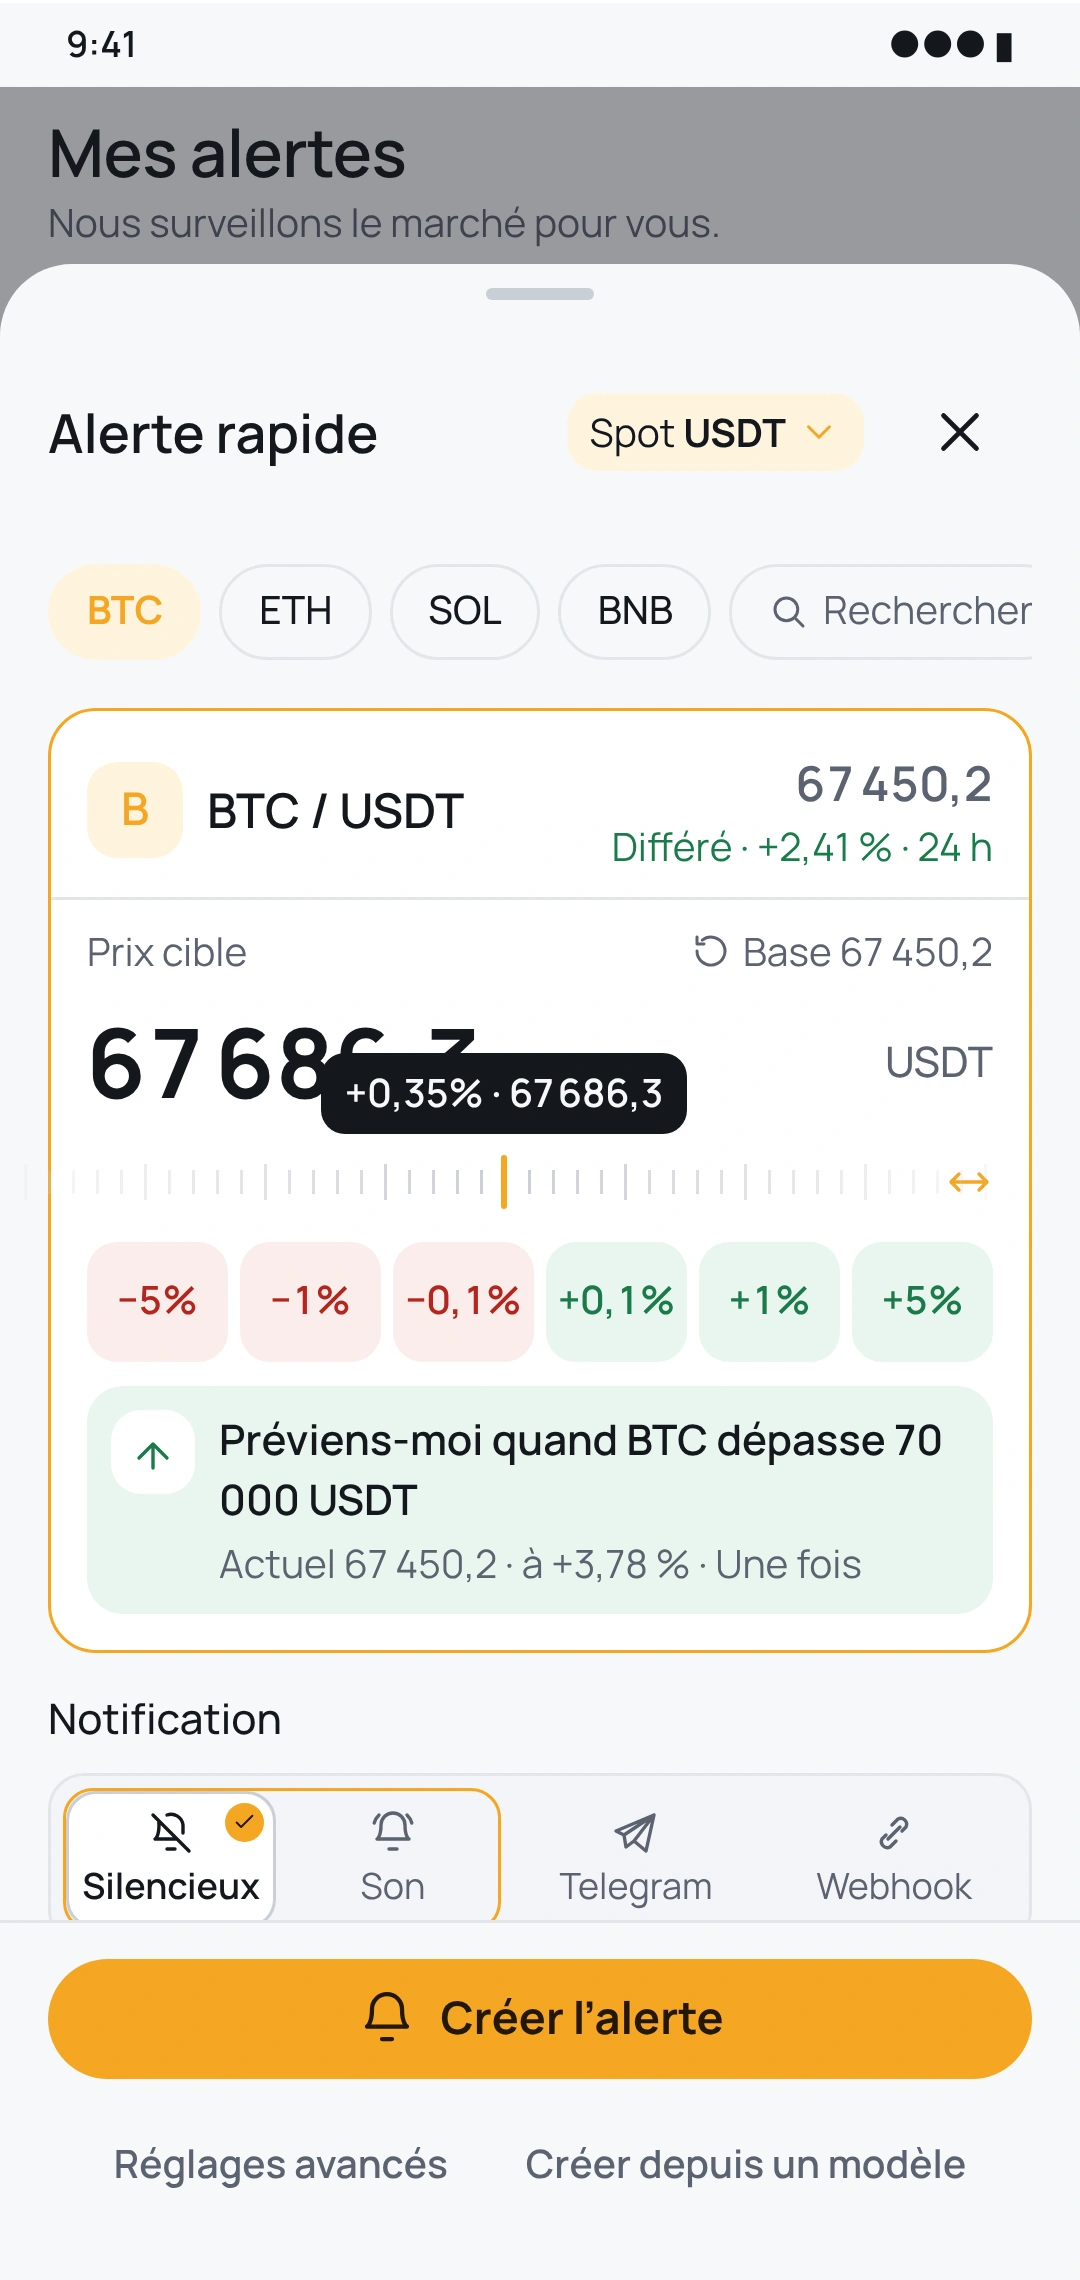 9:41
Mes alertes
Nous surveillons le marché pour vous.
Alerte rapide
Spot USDT
BTC
ETH
SOL
BNB
Rechercher
B
BTC / USDT
67 450,2
Différé · +2,41 % · 24 h
Prix cible
Base 67 450,2
67 686,3
USDT
+0,35% · 67 686,3
−5%
−1%
−0,1%
+0,1%
+1%
+5%
Préviens-moi quand BTC dépasse 70
000 USDT
Actuel 67 450,2 · à +3,78 % · Une fois
Notification
Silencieux
Son
Telegram
Webhook
Créer l’alerte
Réglages avancés
Créer depuis un modèle